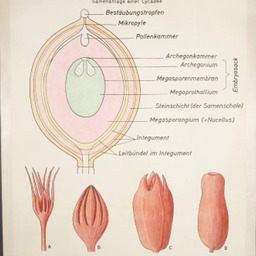 Samenanlage einer Cycadee
Bestäubungstropfen
Mikropyle
Pollenkammer
Archegonkammer
Archegonium
Megasporenmembran
Megaprothallium
Embryosack
Steinschicht (der Samenschale)
Megasporangium (=Nucellus)
Integument
Leitbündel im Integument
A
B
C
D